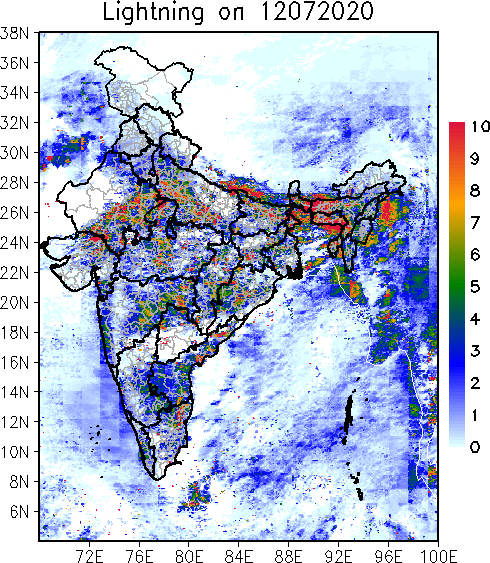 Lightning on 12072020
38N
36N
34N
32N
30N
28N
26N
24N
22N
20N
18N
16N
14N
12N
10N
8N
6N
72E 76E 80E 84E 88E 92E 96E 100E
10
9
8
7
6
5
4
3
2
1
0